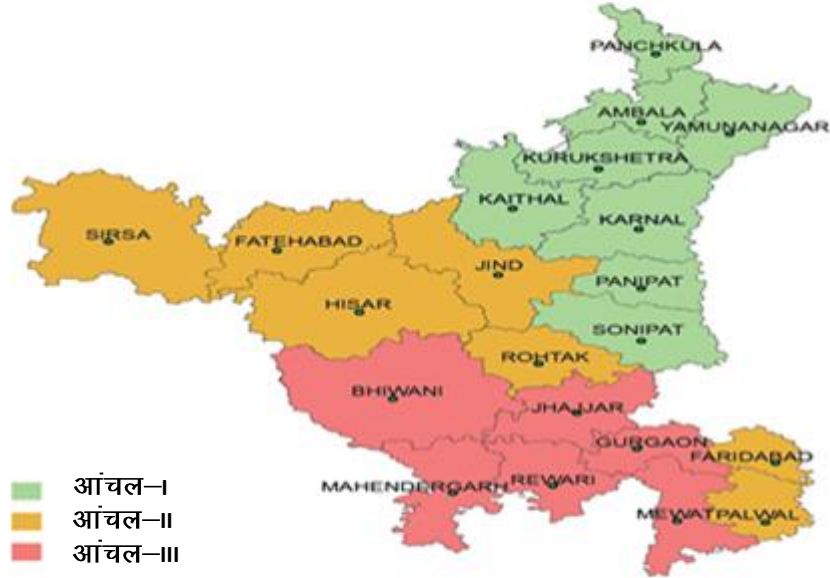 PANCHKULA
AMBALA
YAMUNANAGAR
KURUKSHETRA
KAITHAL
KARNAL
SIRSA
FATEHABAD
JIND
PANIPAT
HISAR
SONIPAT
ROHTAK
BHIWANI
JHAJJAR
GURGAON
FARIDABAD
MAHENDERGARH
REWARI
MEWAT
PALWAL
आंचल–I
आंचल–II
आंचल–III